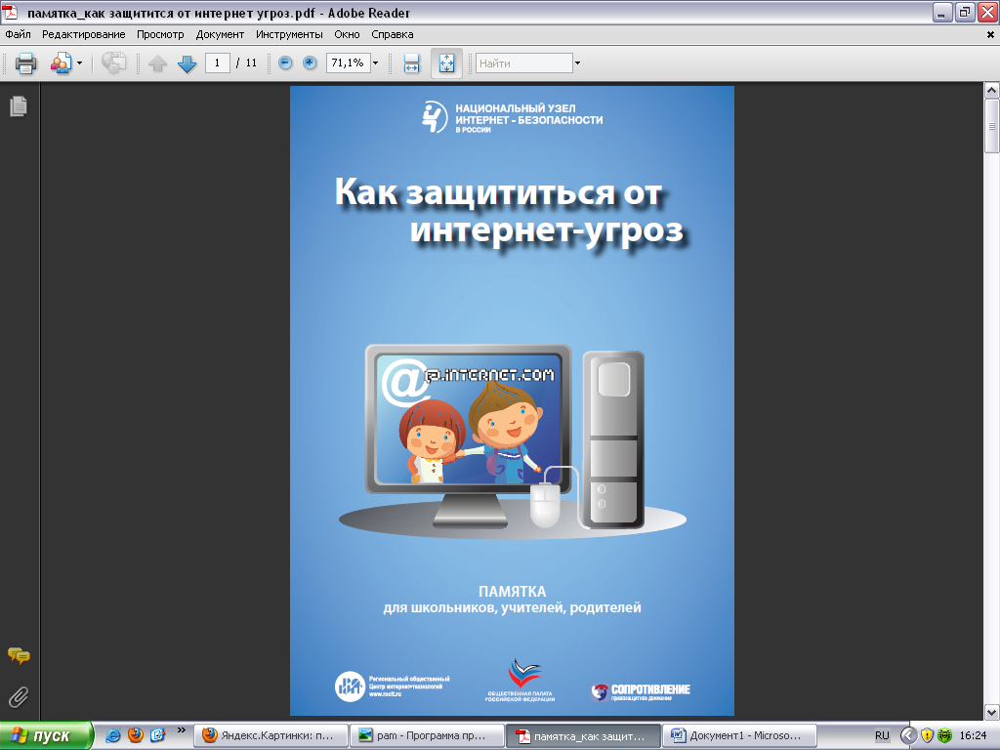 памятка_как защитится от интернет угроз.pdf - Adobe Reader
Файл Редактирование Просмотр Документ Инструменты Окно Справка
1 / 11 71,1% Найти
НАЦИОНАЛЬНЫЙ УЗЕЛ
ИНТЕРНЕТ - БЕЗОПАСНОСТИ
В РОССИИ
Как защититься от
интернет-угроз
@
@.INTERNET.COM
ПАМЯТКА
для школьников, учителей, родителей
Региональный общественный
Центр интернет-технологий
www.rocit.ru
ОБЩЕСТВЕННАЯ ПАЛАТА
РОССИЙСКОЙ ФЕДЕРАЦИИ
СОПРОТИВЛЕНИЕ
правозащитное движение
пуск
Яндекс.Картинки: п...
pam - Программа пр...
памятка_как защит...
Документ1 - Microso...
RU
16:24